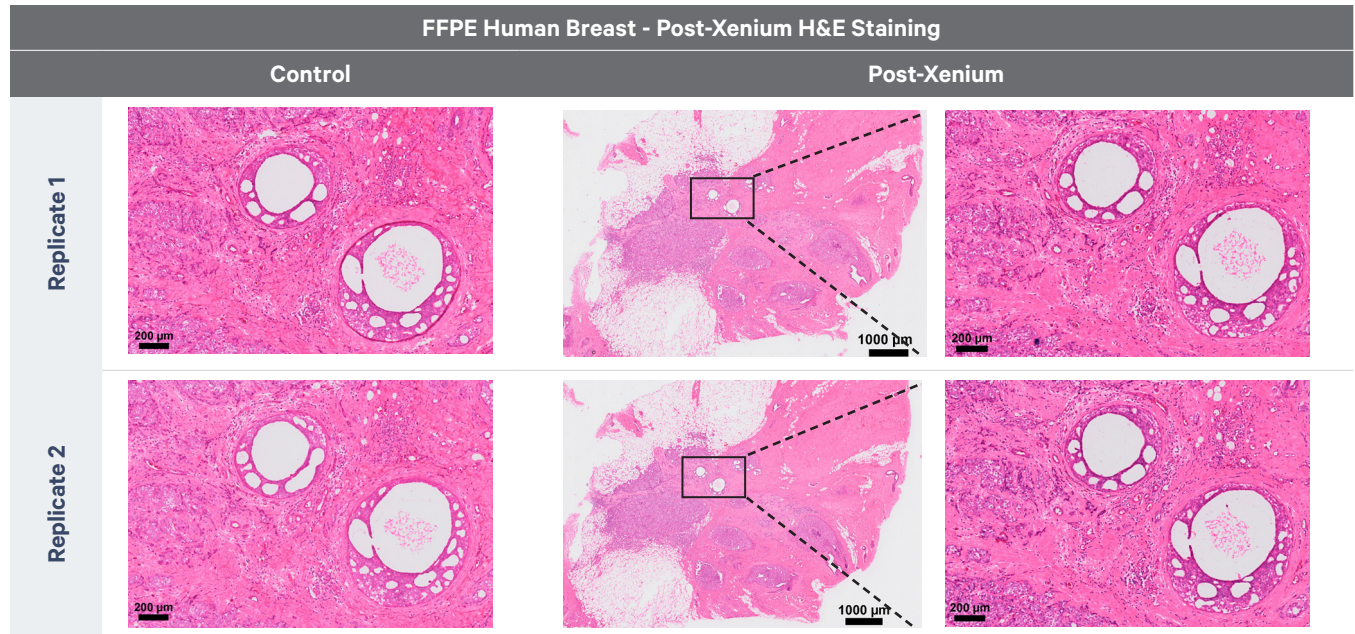 FFPE Human Breast - Post-Xenium H&E Staining
Control
Post-Xenium
Replicate 1
200 µm
1000 µm
200 µm
Replicate 2
200 µm
1000 µm
200 µm